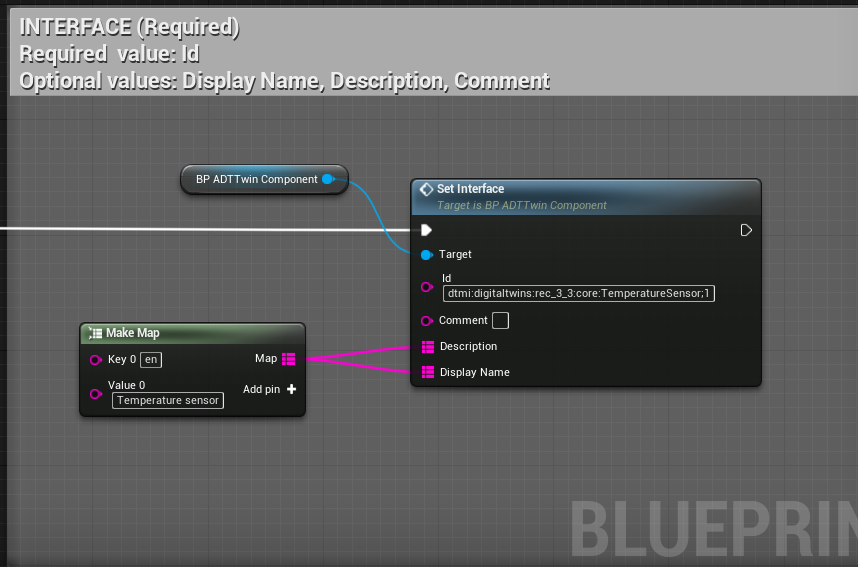 INTERFACE (Required)
Required  value: Id
Optional values: Display Name, Description, Comment
BP ADTTwin Component
Set Interface
Target is BP ADTTwin Component
Target
Id
dtmi:digitaltwins:rec_3_3:core:TemperatureSensor;1
Comment
Description
Display Name
Make Map
Key 0 en
Map
Value 0
Temperature sensor
Add pin
BLUEPRIN